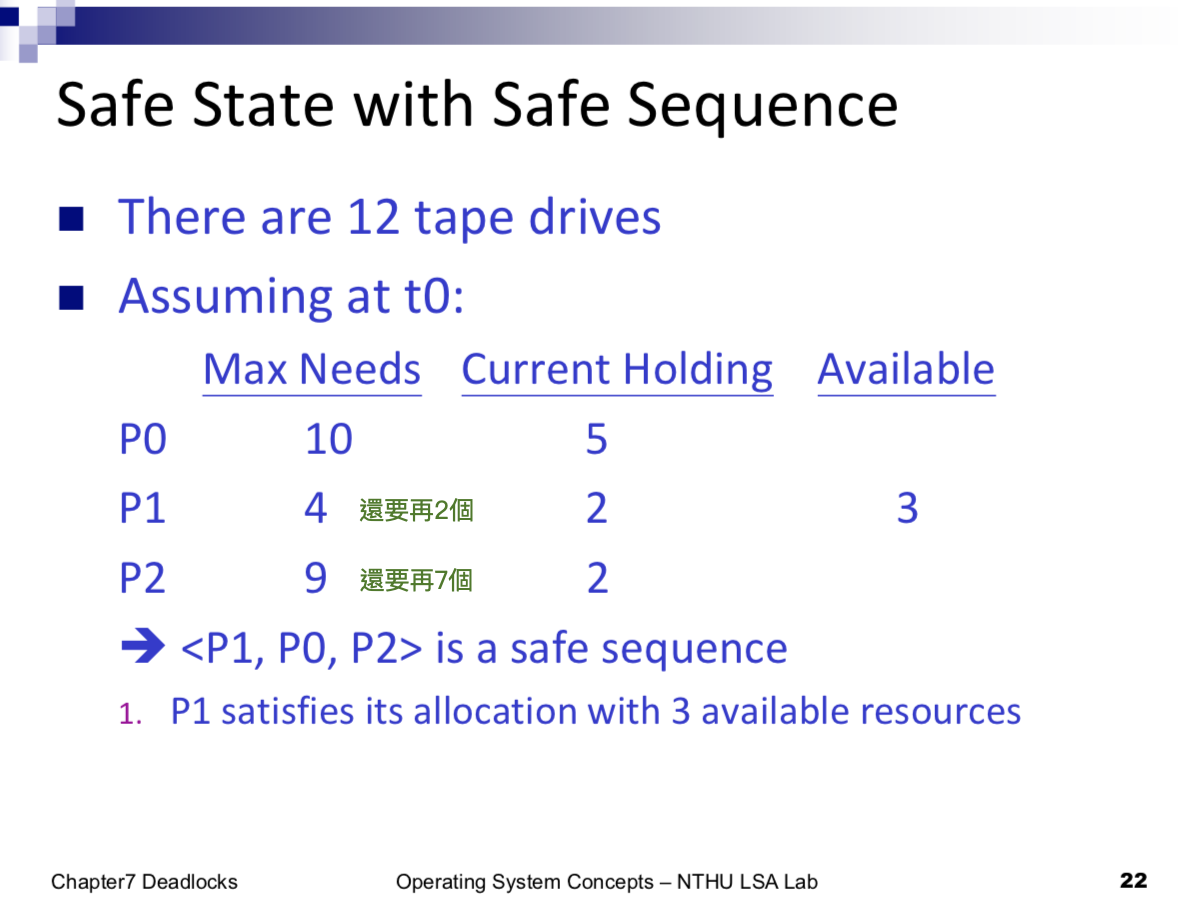 Safe State with Safe Sequence
There are 12 tape drives
Assuming at t0:
Max Needs Current Holding Available
P0 10 5
P1 4 還要再2個 2 3
P2 9 還要再7個 2
➔ <P1, P0, P2> is a safe sequence
1. P1 satisfies its allocation with 3 available resources
Chapter7 Deadlocks Operating System Concepts – NTHU LSA Lab 22